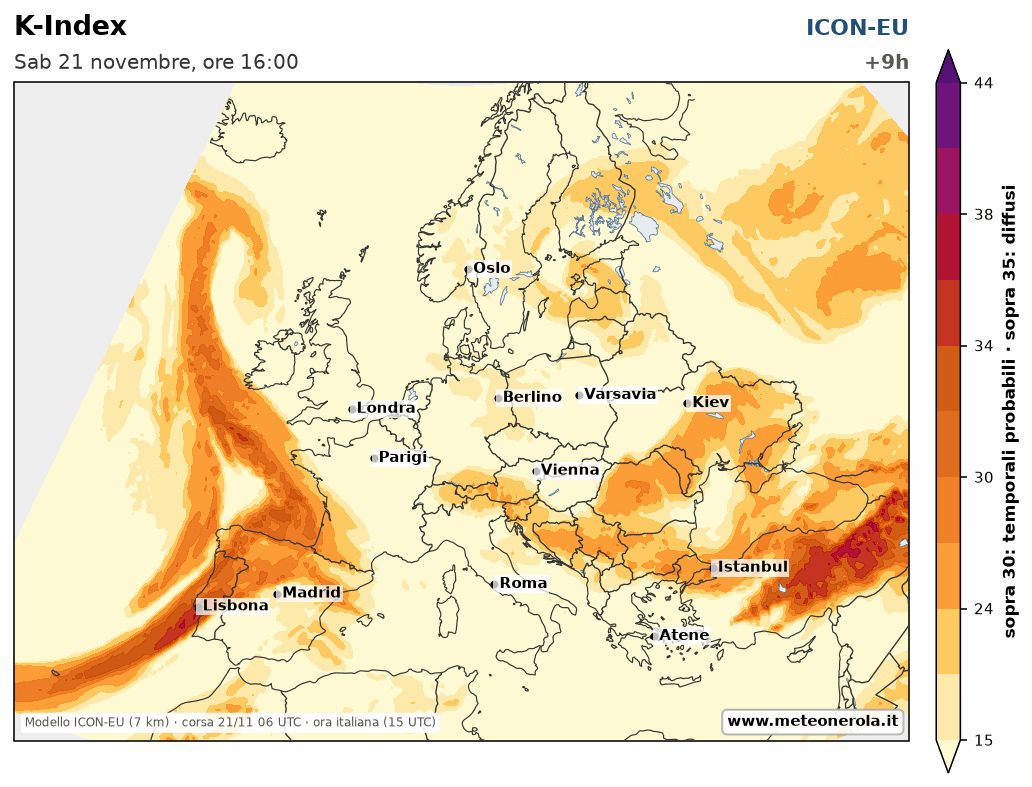 K-Index
ICON-EU
Sab 21 novembre, ore 16:00
+9h
44
38
34
30
24
15
sopra 30: temporali probabili · sopra 35: diffusi
Oslo
Londra
Berlino
Varsavia
Kiev
Parigi
Vienna
Istanbul
Roma
Madrid
Lisbona
Atene
Modello ICON-EU (7 km) · corsa 21/11 06 UTC · ora italiana (15 UTC)
www.meteonerola.it